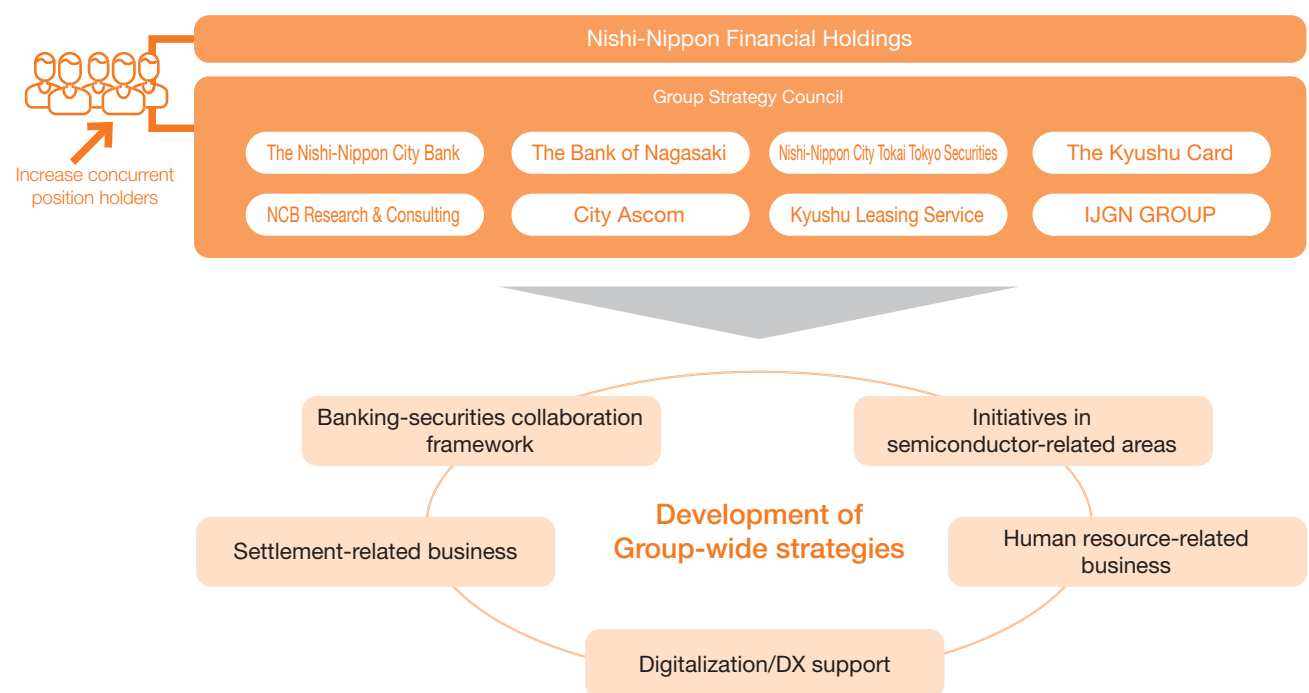 Nishi-Nippon Financial Holdings
Group Strategy Council
The Nishi-Nippon City Bank
The Bank of Nagasaki
Nishi-Nippon City Tokai Tokyo Securities
The Kyushu Card
NCB Research & Consulting
City Ascom
Kyushu Leasing Service
IJGN GROUP
Increase concurrent
position holders
Banking-securities collaboration
framework
Initiatives in
semiconductor-related areas
Development of
Group-wide strategies
Settlement-related business
Human resource-related
business
Digitalization/DX support